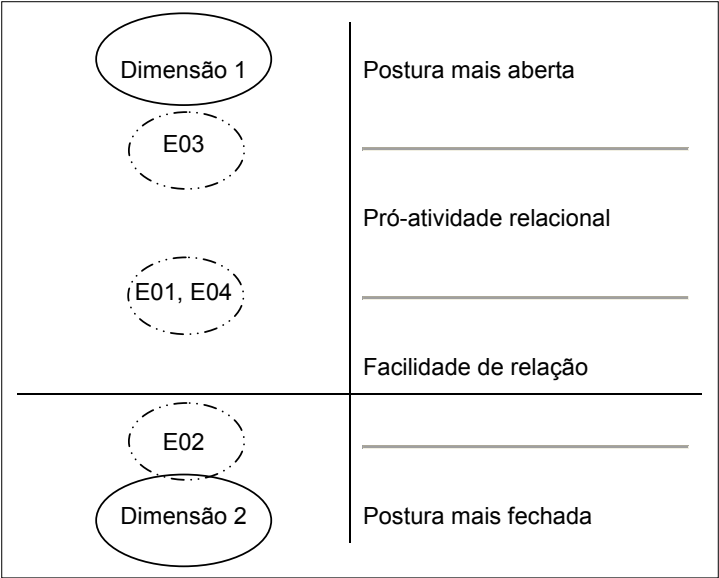 Dimensão 1
Postura mais aberta
E03
Pró-atividade relacional
E01, E04
Facilidade de relação
E02
Dimensão 2
Postura mais fechada